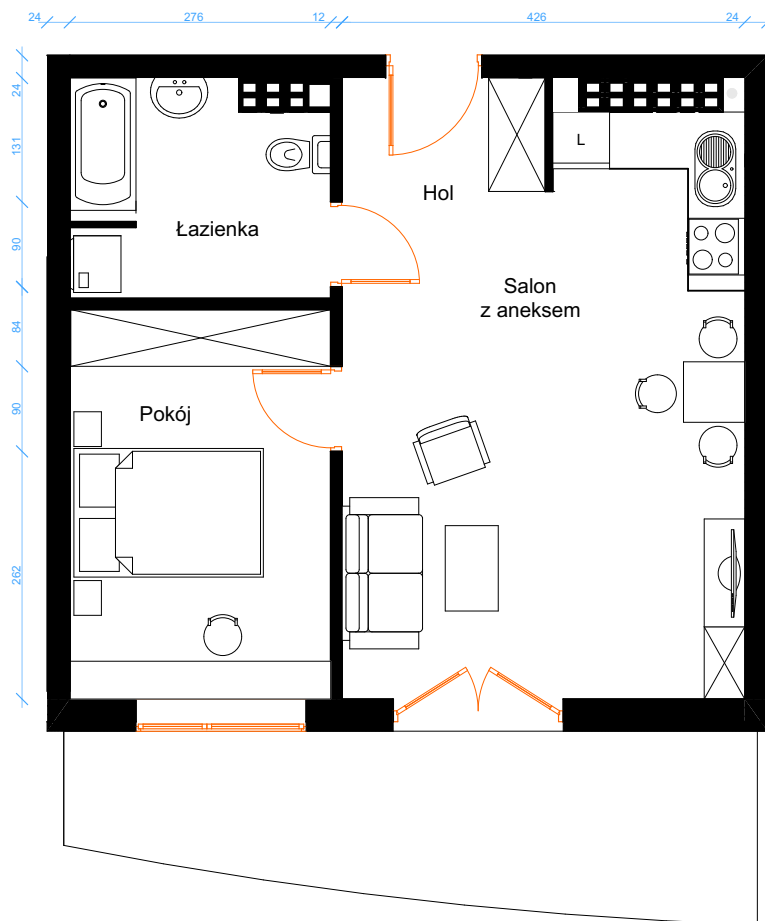 24 276 12 426 24
24
131
90
84
90
262
L
Hol
Łazienka
Salon
z aneksem
Pokój